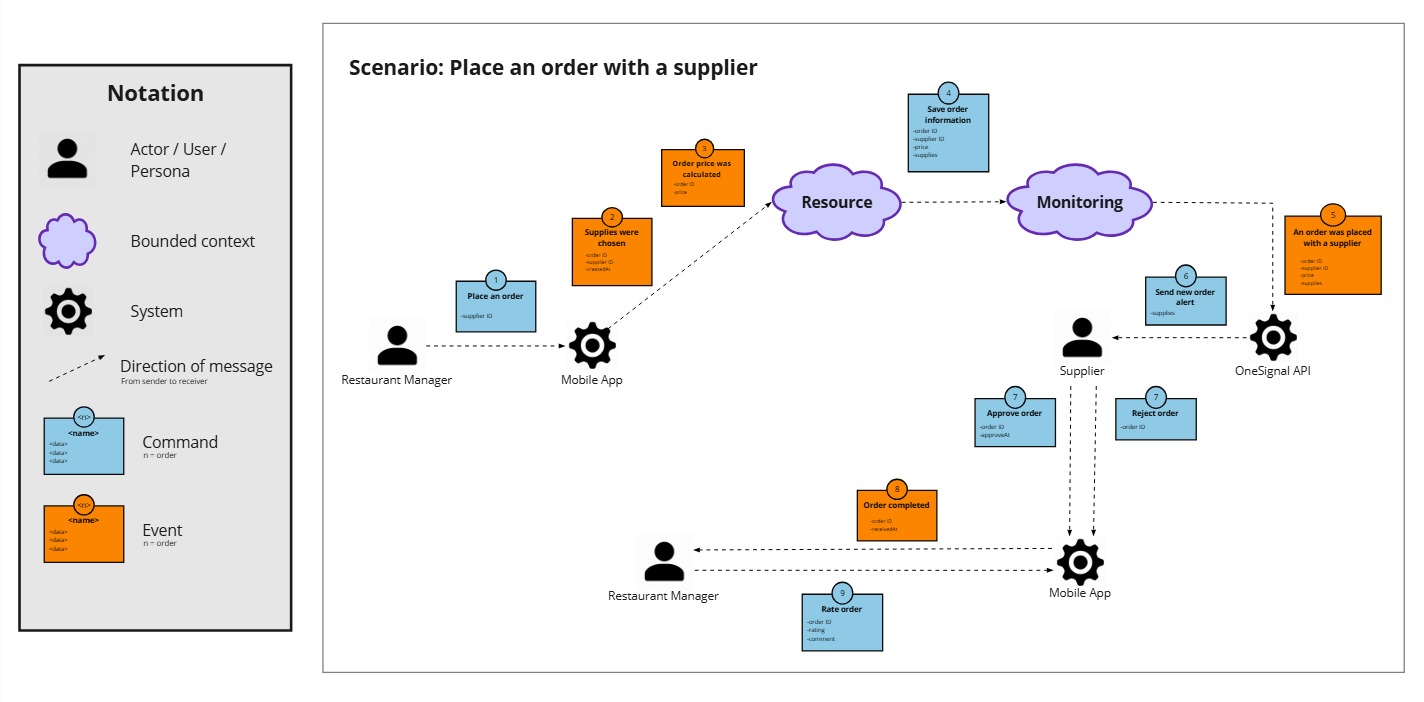 Notation
Actor / User /
Persona
Bounded context
System
Direction of message
From sender to receiver
<n>
<name>
<data>
<data>
<data>
Command
n = order
<n>
<name>
<data>
<data>
<data>
Event
n = order
Scenario: Place an order with a supplier
1
Place an order
-supplier ID
Restaurant Manager
Mobile App
2
Supplies were
chosen
-order ID
-supplier ID
-createdAt
3
Order price was
calculated
-order ID
-price
Resource
4
Save order
information
-order ID
-supplier ID
-price
-supplies
Monitoring
5
An order was placed
with a supplier
-order ID
-supplier ID
-price
-supplies
6
Send new order
alert
-supplies
Supplier
OneSignal API
7
Approve order
-order ID
-approveAt
7
Reject order
-order ID
8
Order completed
-order ID
-receivedAt
Restaurant Manager
Mobile App
9
Rate order
-order ID
-rating
-comment